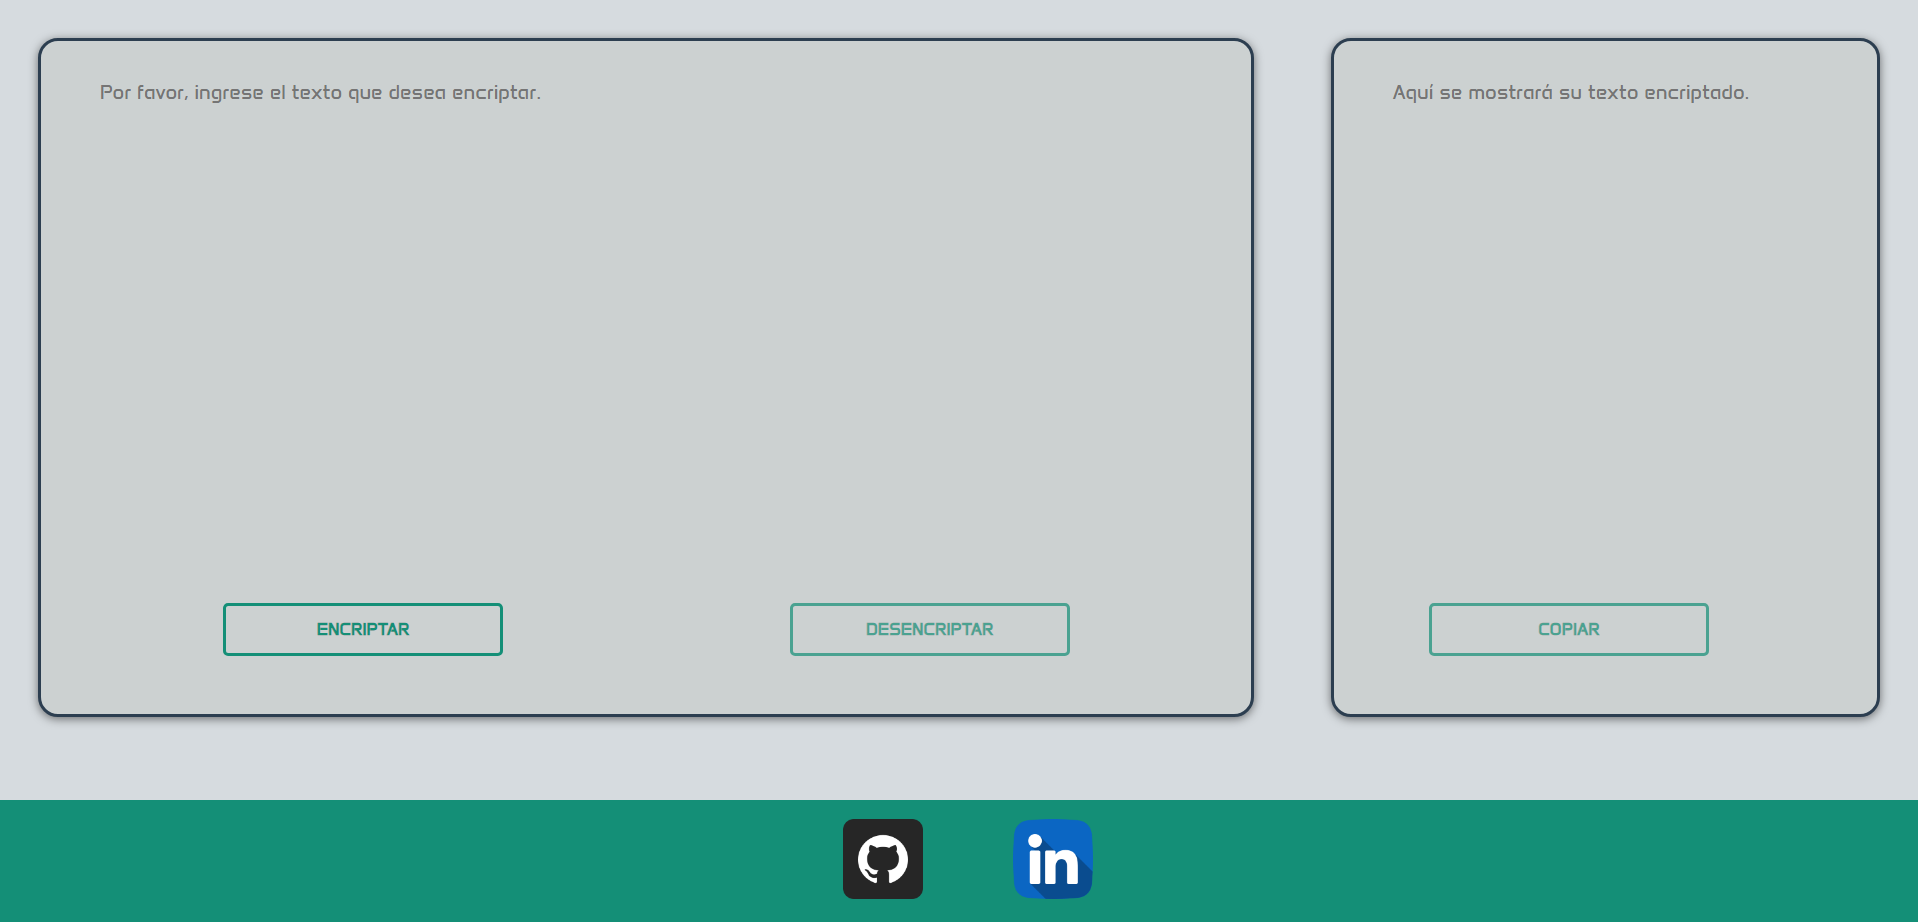 Por favor, ingrese el texto que desea encriptar.
Aquí se mostrará su texto encriptado.
ENCRIPTAR
DESENCRIPTAR
COPIAR
in